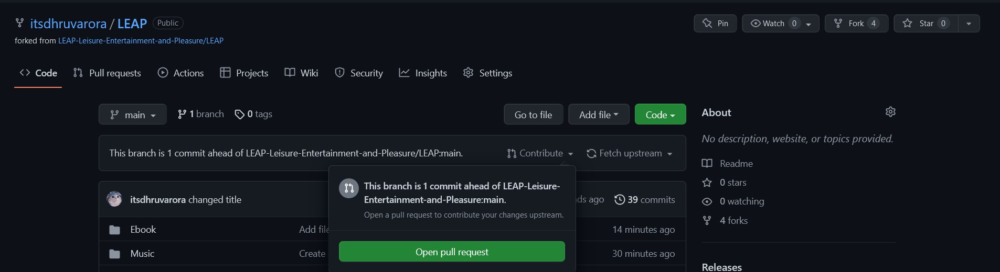 itsdhruvarora / LEAP Public
Pin Watch 0 Fork 4 Star 0
forked from LEAP-Leisure-Entertainment-and-Pleasure/LEAP
Code Pull requests Actions Projects Wiki Security Insights Settings
main 1 branch 0 tags Go to file Add file Code
This branch is 1 commit ahead of LEAP-Leisure-Entertainment-and-Pleasure/LEAP:main. Contribute Fetch upstream
This branch is 1 commit ahead of LEAP-Leisure-
Entertainment-and-Pleasure:main.
Open a pull request to contribute your changes upstream.
Open pull request
itsdhruvarora changed title ago 39 commits
Ebook Add file 14 minutes ago
Music Create 30 minutes ago
About
No description, website, or topics provided.
Readme
0 stars
0 watching
4 forks
Releases